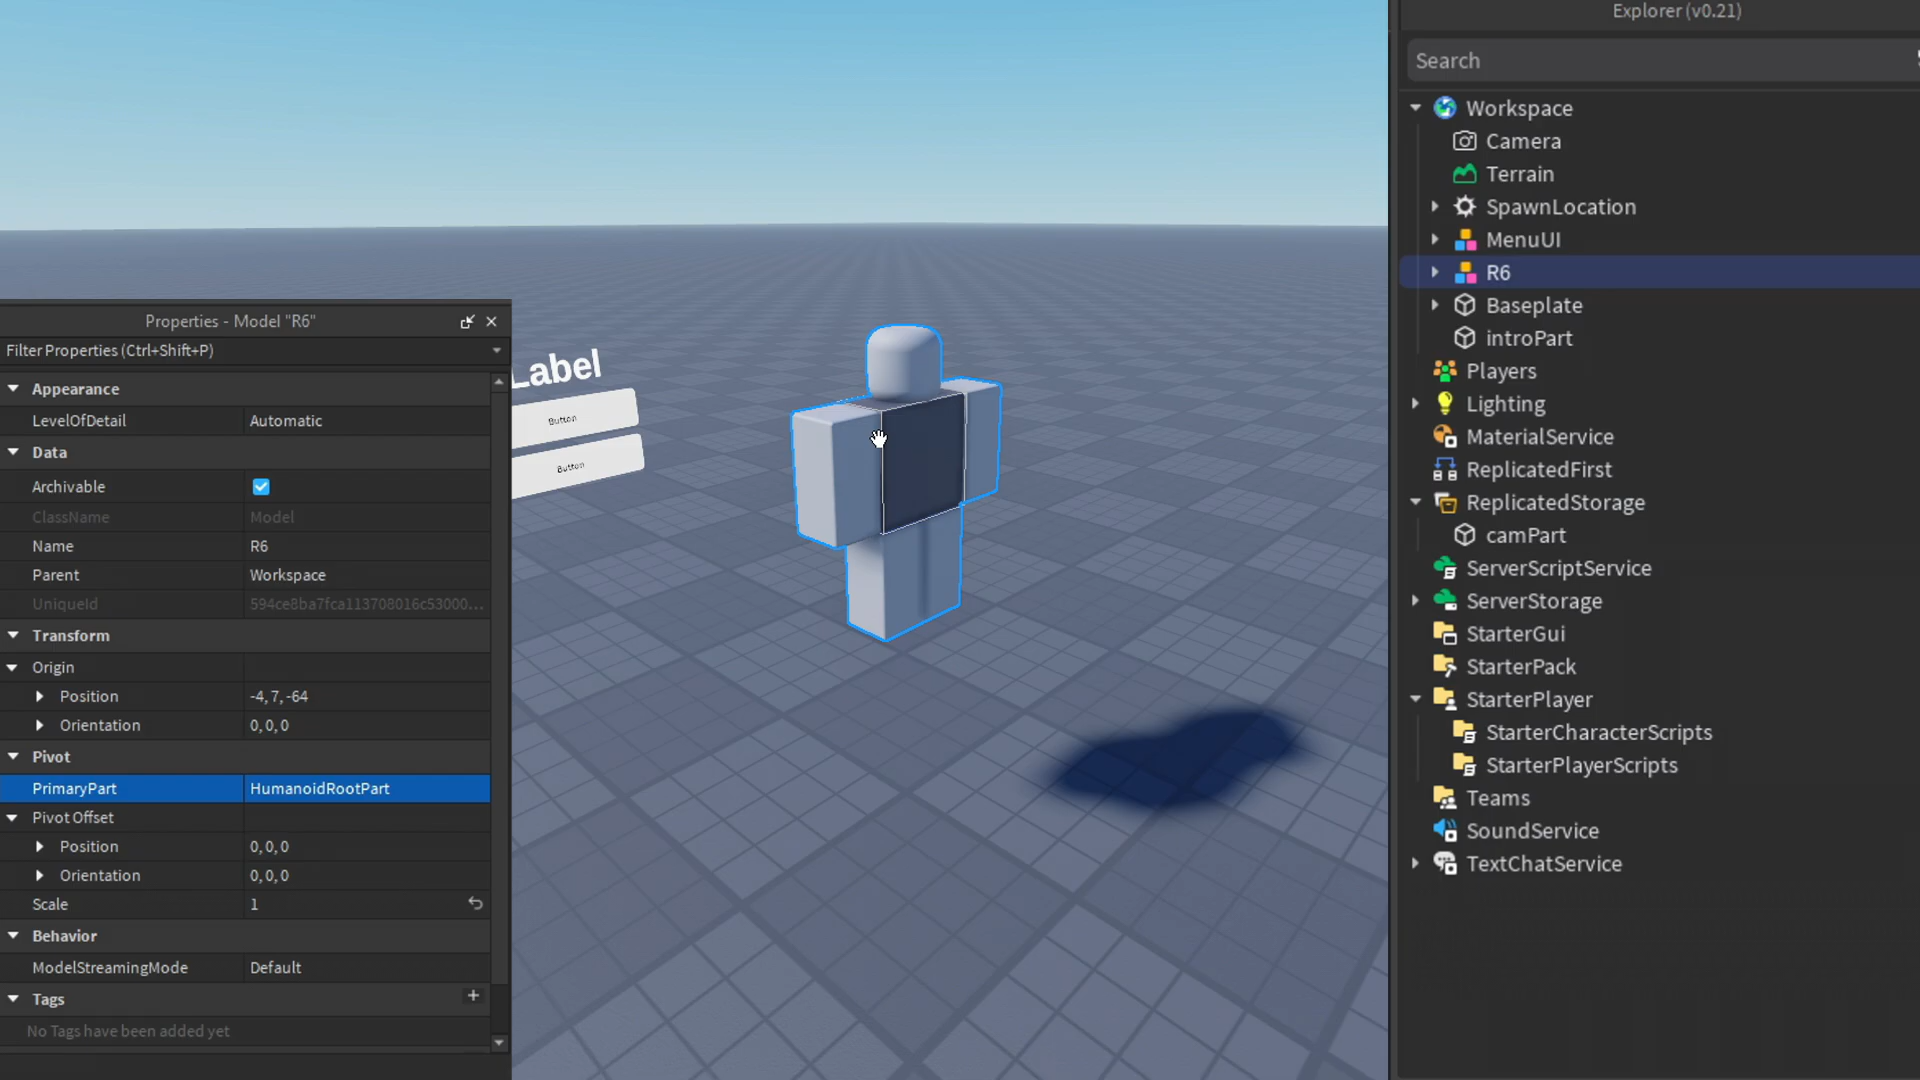 Properties - Model "R6"
Filter Properties (Ctrl+Shift+P)
Appearance
LevelOfDetail Automatic
Data
Archivable
ClassName Model
Name R6
Parent Workspace
UniqueId 594ce8ba7fca113708016c53000...
Transform
Origin
Position -4, 7, -64
Orientation 0, 0, 0
Pivot
PrimaryPart HumanoidRootPart
Pivot Offset
Position 0, 0, 0
Orientation 0, 0, 0
Scale 1
Behavior
ModelStreamingMode Default
Tags
No Tags have been added yet
Label
Button
Button
Explorer (v0.21)
Search
Workspace
Camera
Terrain
SpawnLocation
MenuUI
R6
Baseplate
introPart
Players
Lighting
MaterialService
ReplicatedFirst
ReplicatedStorage
camPart
ServerScriptService
ServerStorage
StarterGui
StarterPack
StarterPlayer
StarterCharacterScripts
StarterPlayerScripts
Teams
SoundService
TextChatService